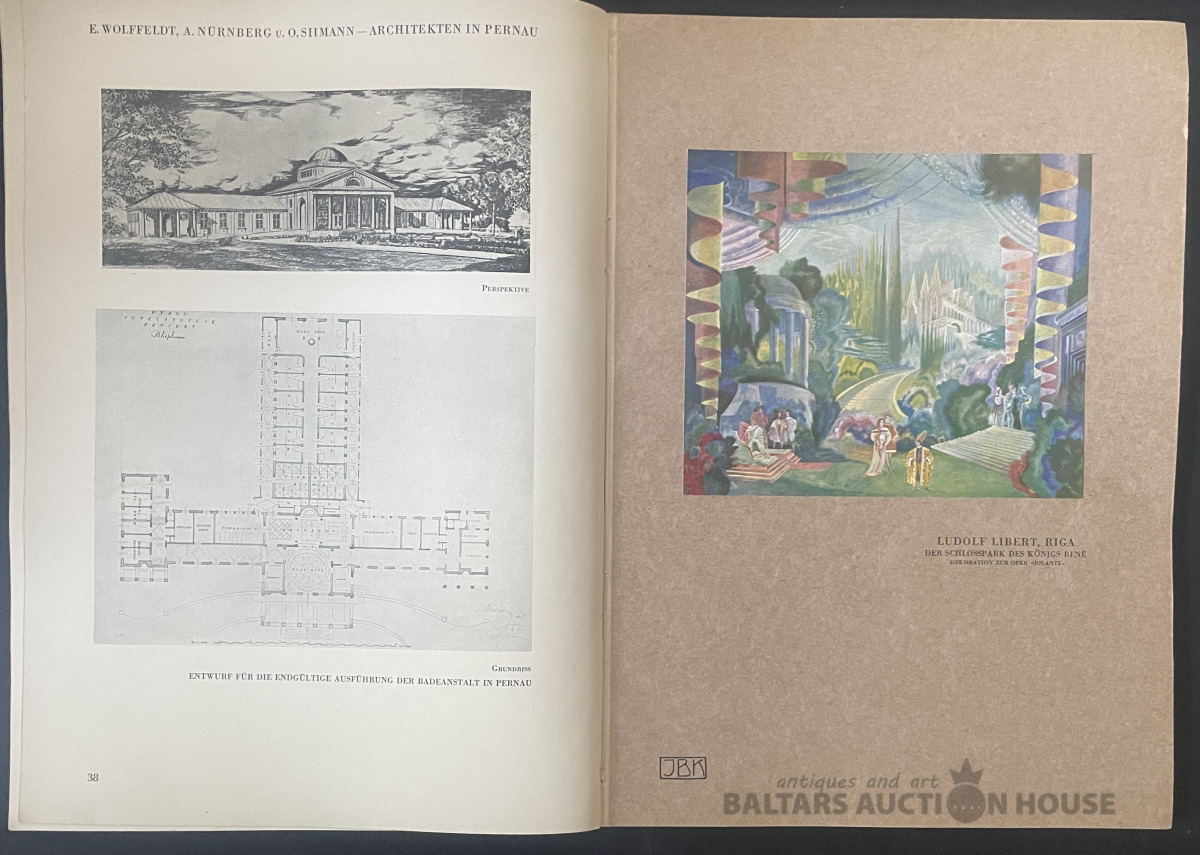 E. WOLFFELDT, A. NÜRNBERG U. O. SIIMANN — ARCHITEKTEN IN PERNAU
PERSPEKTIVE
PROJEKT
GRUNDRISS
ENTWURF FÜR DIE ENDGÜLTIGE AUSFÜHRUNG DER BADEANSTALT IN PERNAU
38
LUDOLF LIBERT, RIGA
DER SCHLOSSPARK DES KÖNIGS RENÉ
DEKORATION ZUR OPER «JOLANTE»
JBK
antiques and art
BALTARS AUCTION HOUSE